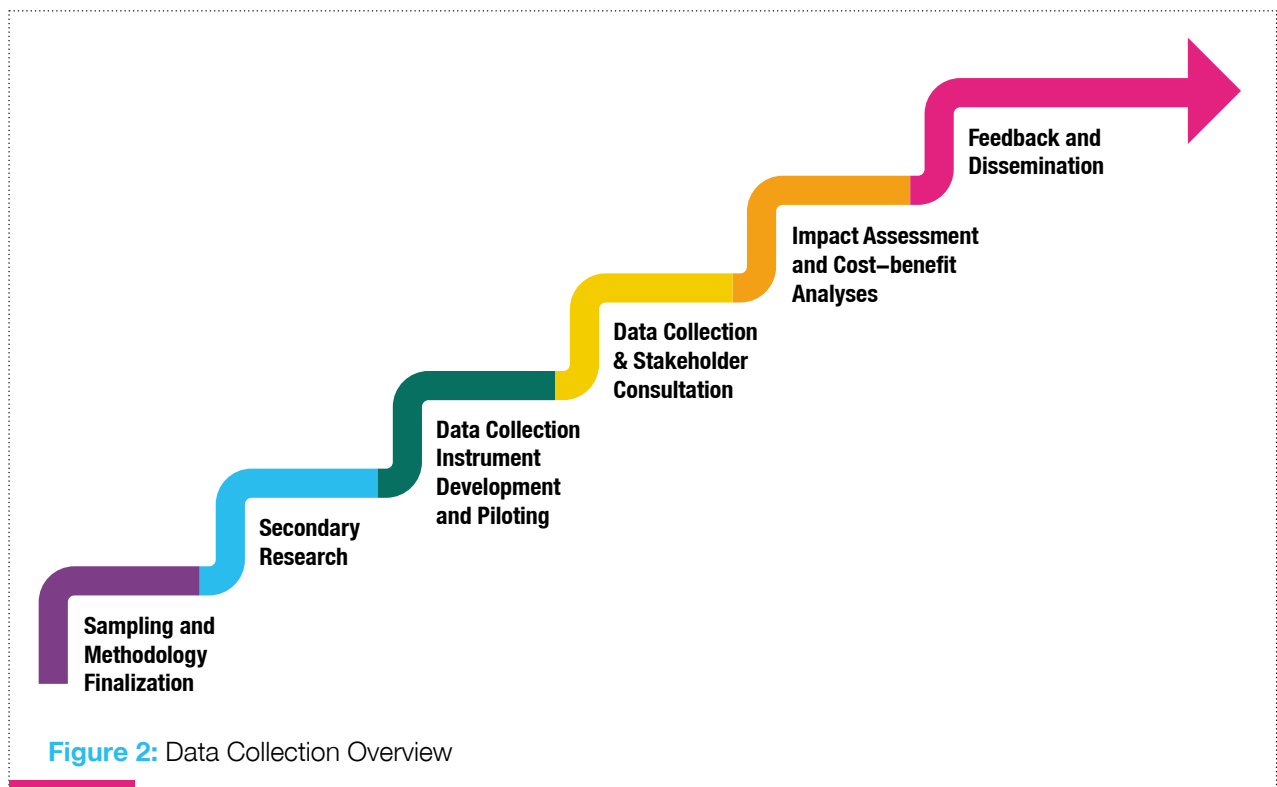 Feedback and
Dissemination
Impact Assessment
and Cost–benefit
Analyses
Data Collection
& Stakeholder
Consultation
Data Collection
Instrument
Development
and Piloting
Secondary
Research
Sampling and
Methodology
Finalization
Figure 2: Data Collection Overview